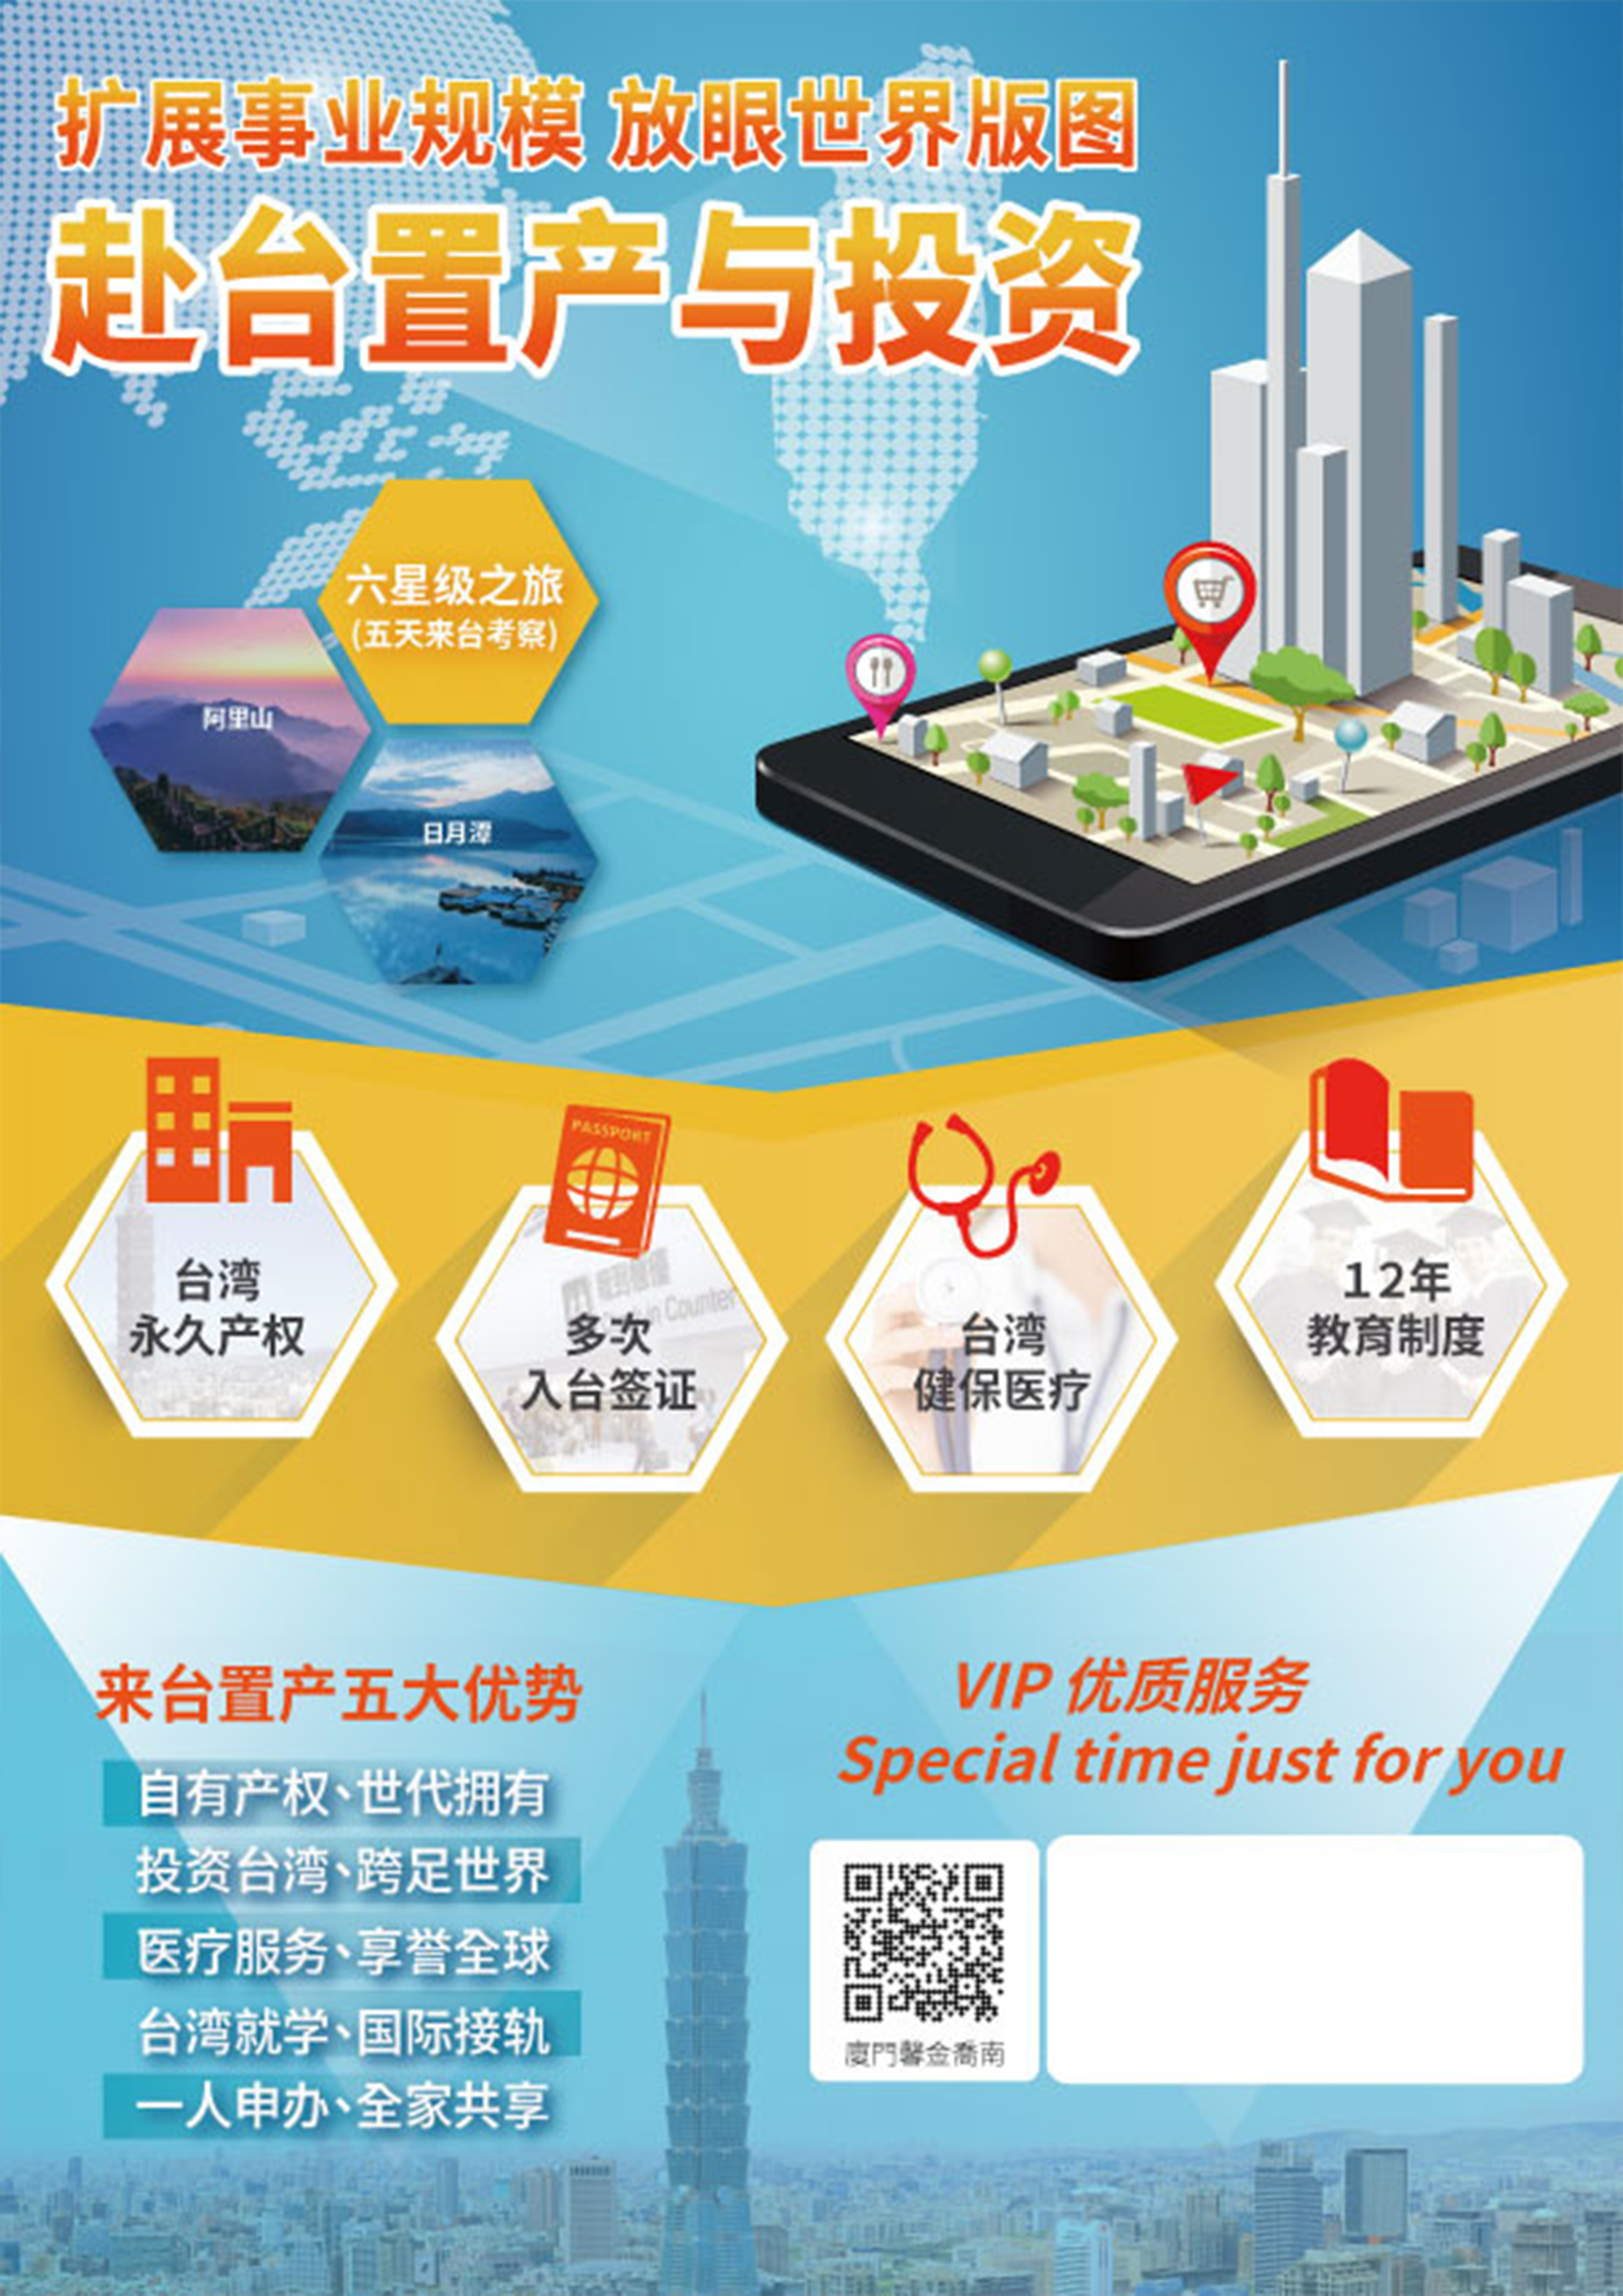 扩展事业规模 放眼世界版图
赴台置产与投资
六星级之旅
(五天来台考察)
阿里山
日月潭
PASSPORT
台湾
永久产权
多次
入台签证
台湾
健保医疗
12年
教育制度
来台置产五大优势
自有产权、世代拥有
投资台湾、跨足世界
医疗服务、享誉全球
台湾就学、国际接轨
一人申办、全家共享
VIP 优质服务
Special time just for you
廈門馨金喬南